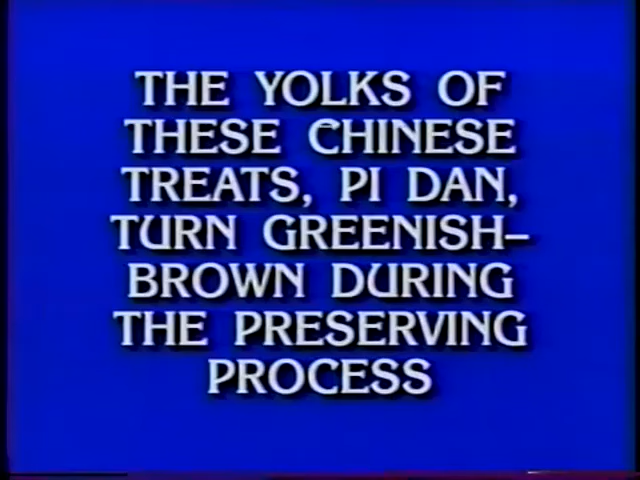 THE YOLKS OF
THESE CHINESE
TREATS, PI DAN,
TURN GREENISH–
BROWN DURING
THE PRESERVING
PROCESS